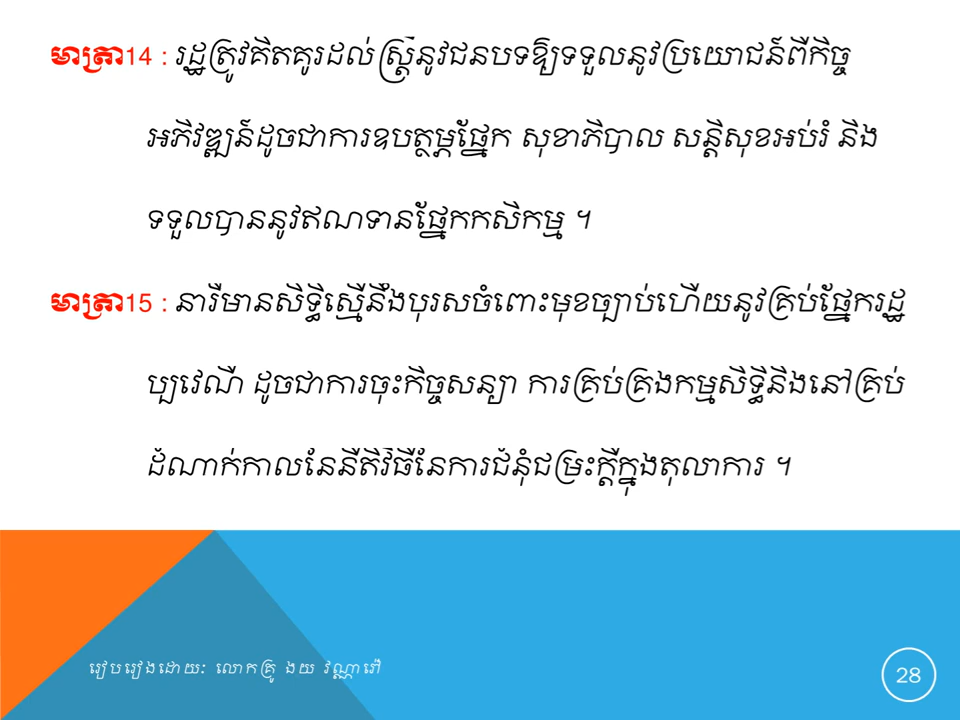 មាត្រា14 : រដ្ឋត្រូវគិតគូរដល់ស្ត្រីនូវជនបទឱ្យទទួលនូវប្រយោជន៍ពីកិច្ច
អភិវឌ្ឍន៍ដូចជាការឧបត្ថម្ភផ្នែក សុខាភិបាល សន្តិសុខអប់រំ និង
ទទួលបាននូវឥណទានផ្នែកកសិកម្ម ។
មាត្រា15 : នារីមានសិទ្ធិស្មើនឹងបុរសចំពោះមុខច្បាប់ហើយនូវគ្រប់ផ្នែករដ្ឋ
ប្បវេណី ដូចជាការចុះកិច្ចសន្យា ការគ្រប់គ្រងកម្មសិទ្ធិនិងនៅគ្រប់
ដំណាក់កាលនៃនីតិវិធីនៃការជំនុំជម្រះក្តីក្នុងតុលាការ ។
រៀបរៀងដោយ: លោកគ្រូ ងយ វណ្ណារើ
28